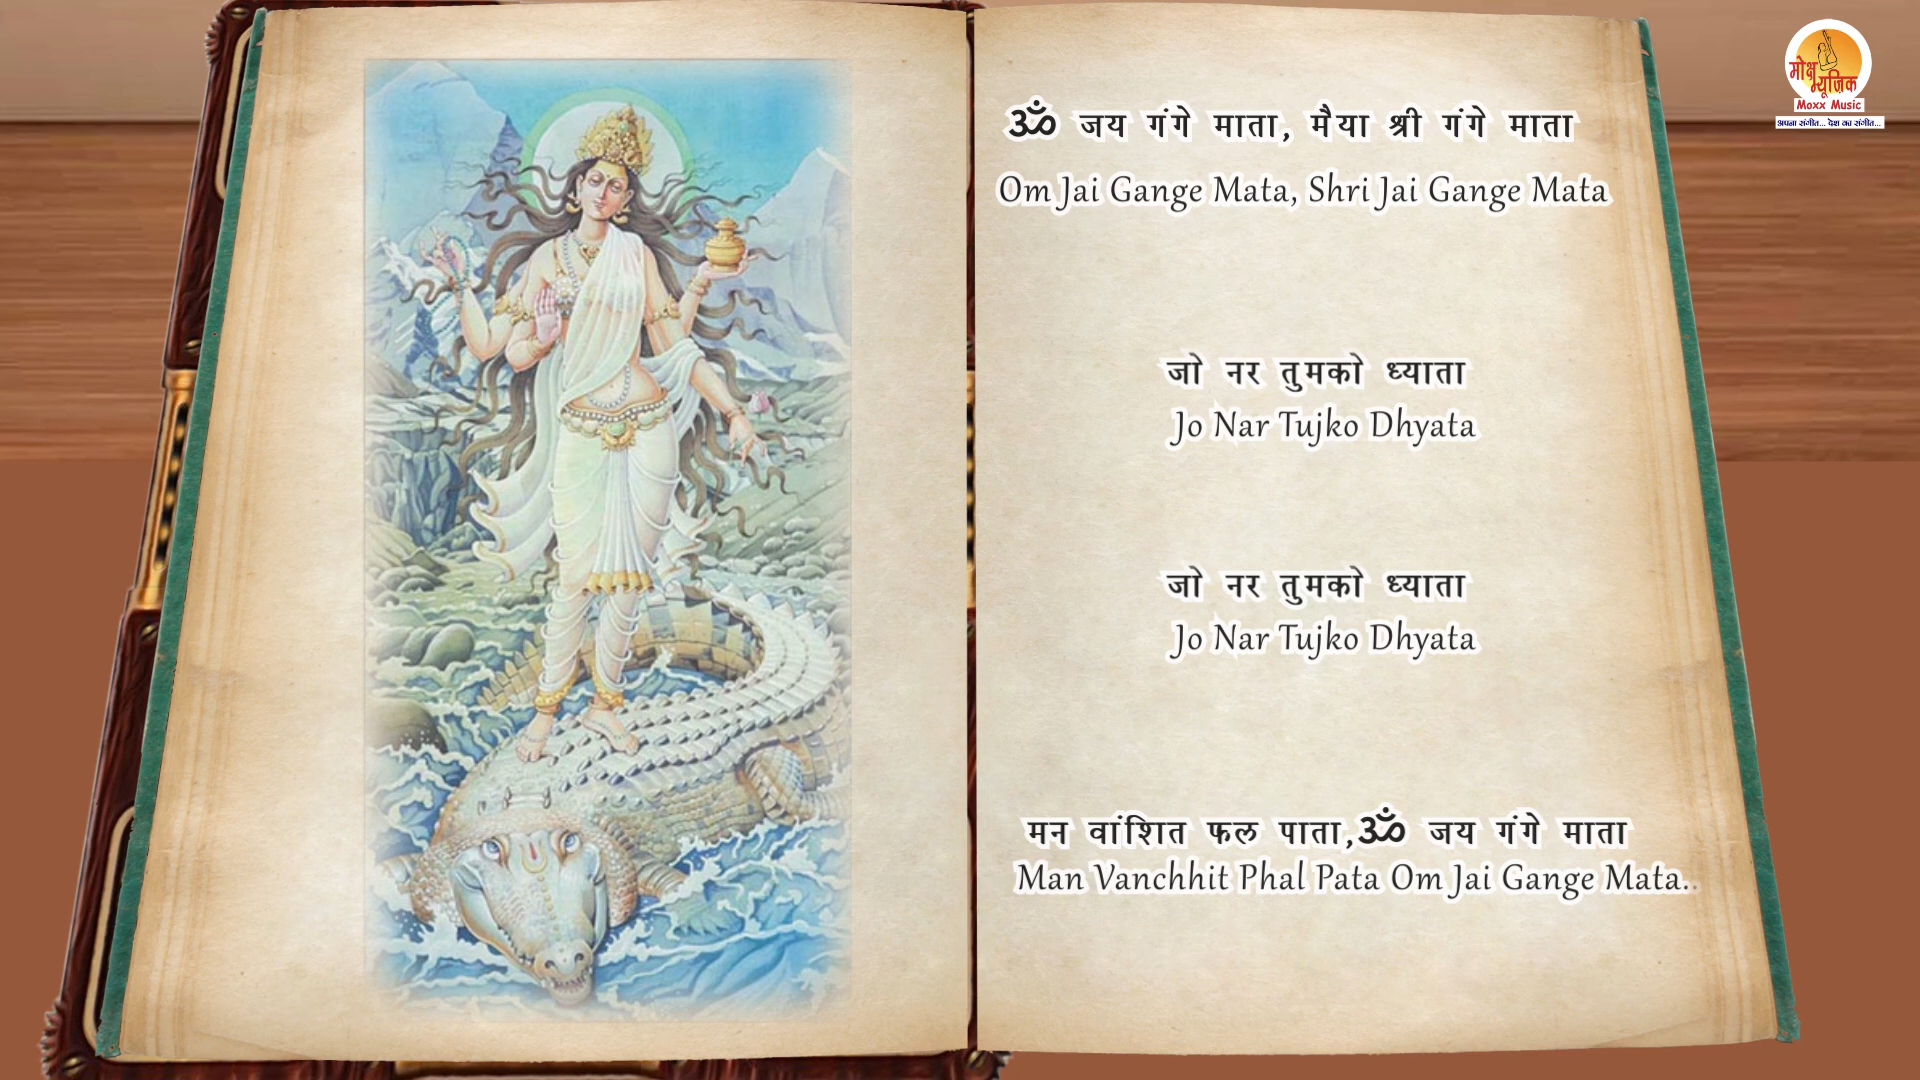 ॐ जय गंगे माता, मैया श्री गंगे माता
Om Jai Gange Mata, Shri Jai Gange Mata
जो नर तुमको ध्याता
Jo Nar Tujko Dhyata
जो नर तुमको ध्याता
Jo Nar Tujko Dhyata
मन वांशित फल पाता,ॐ जय गंगे माता
Man Vanchhit Phal Pata Om Jai Gange Mata..
मोक्ष
म्यूजिक
Moxx Music
अपना संगीत... देश का संगीत...